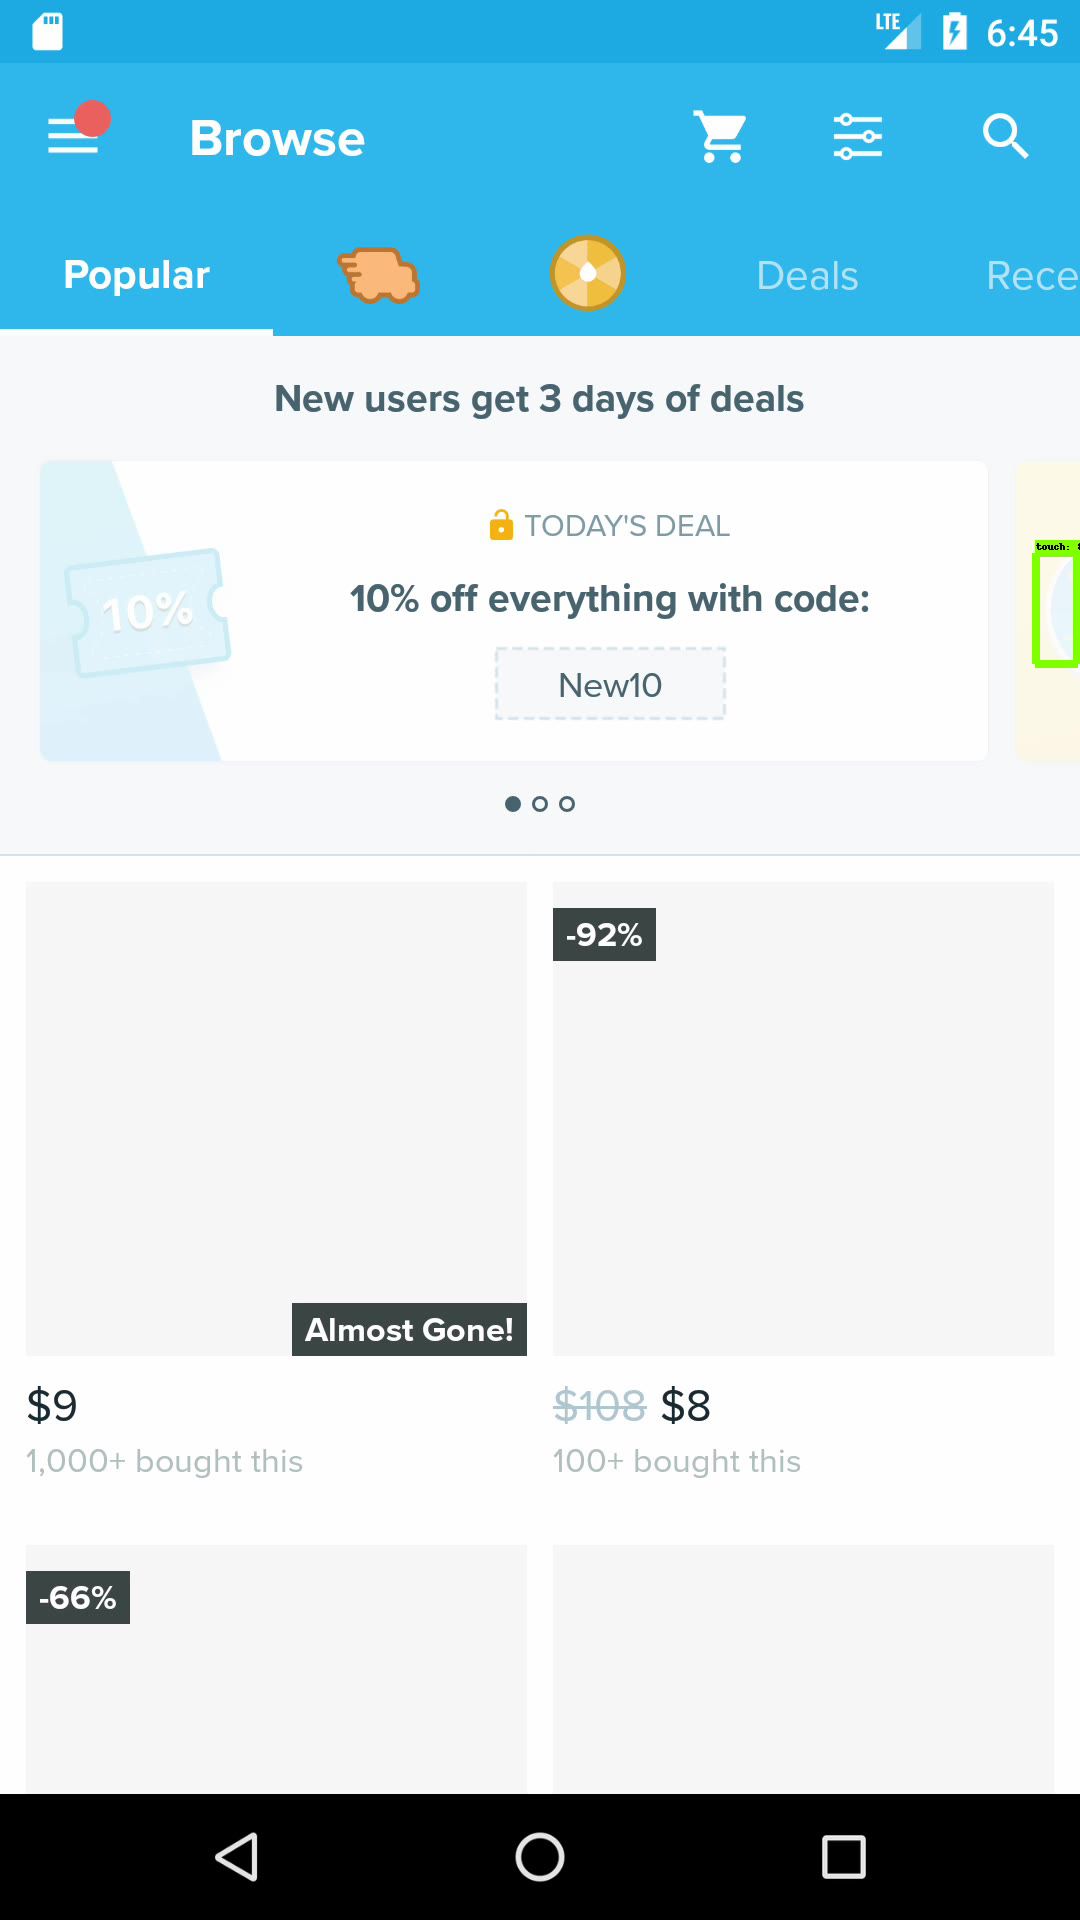 LTE 6:45
Browse
Popular Deals Rece
New users get 3 days of deals
TODAY'S DEAL
10%
10% off everything with code:
touch:
New10
-92%
Almost Gone!
$9
$108 $8
1,000+ bought this
100+ bought this
-66%